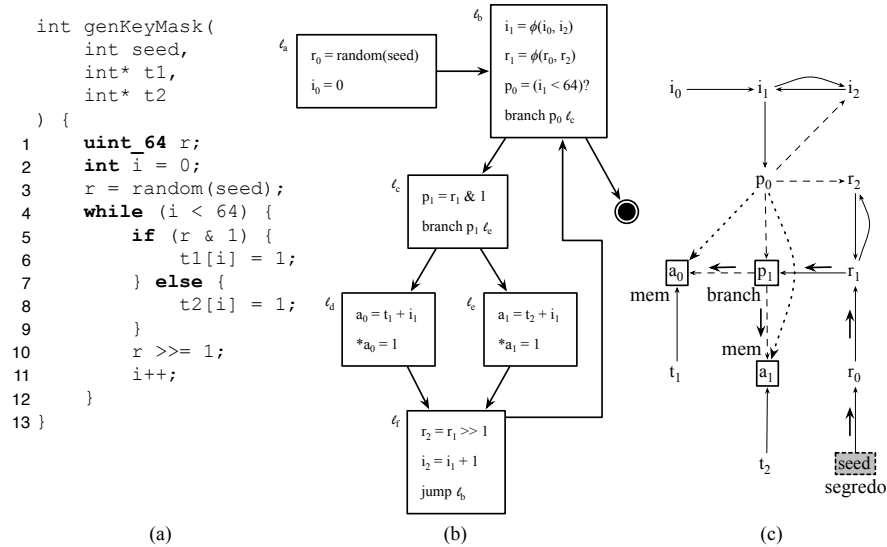 int genKeyMask(
int seed,
int* t1,
int* t2
) {
1 uint_64 r;
2 int i = 0;
3 r = random(seed);
4 while (i < 64) {
5 if (r & 1) {
6 t1[i] = 1;
7 } else {
8 t2[i] = 1;
9 }
10 r >>= 1;
11 i++;
12 }
13 }
(a)
ℓa
r0 = random(seed)
i0 = 0
ℓb
i1 = ϕ(i0, i2)
r1 = ϕ(r0, r2)
p0 = (i1 < 64)?
branch p0 ℓc
ℓc
p1 = r1 & 1
branch p1 ℓe
ℓd
a0 = t1 + i1
*a0 = 1
ℓe
a1 = t2 + i1
*a1 = 1
ℓf
r2 = r1 >> 1
i2 = i1 + 1
jump ℓb
(b)
i0 i1 i2
p0 r2
a0 p1 r1
mem branch
mem
t1 a1 r0
t2 seed
segredo
(c)